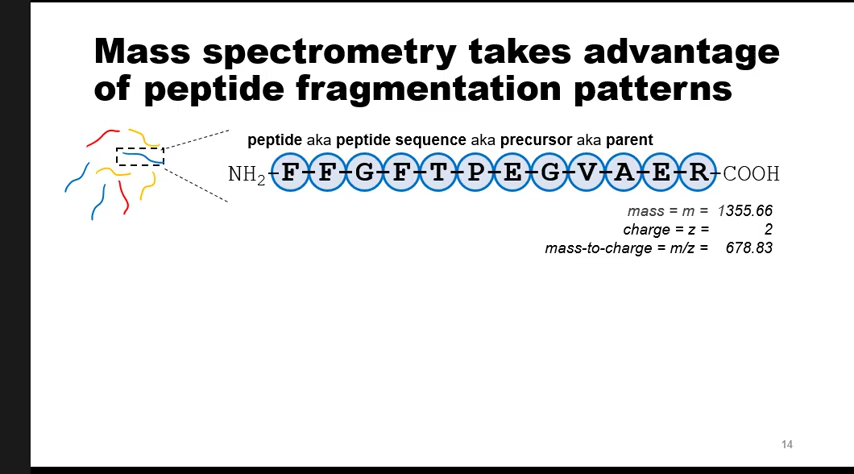 Mass spectrometry takes advantage
of peptide fragmentation patterns
peptide aka peptide sequence aka precursor aka parent
NH2-F-F-G-F-T-P-E-G-V-A-E-R-COOH
mass = m = 1355.66
charge = z = 2
mass-to-charge = m/z = 678.83
14